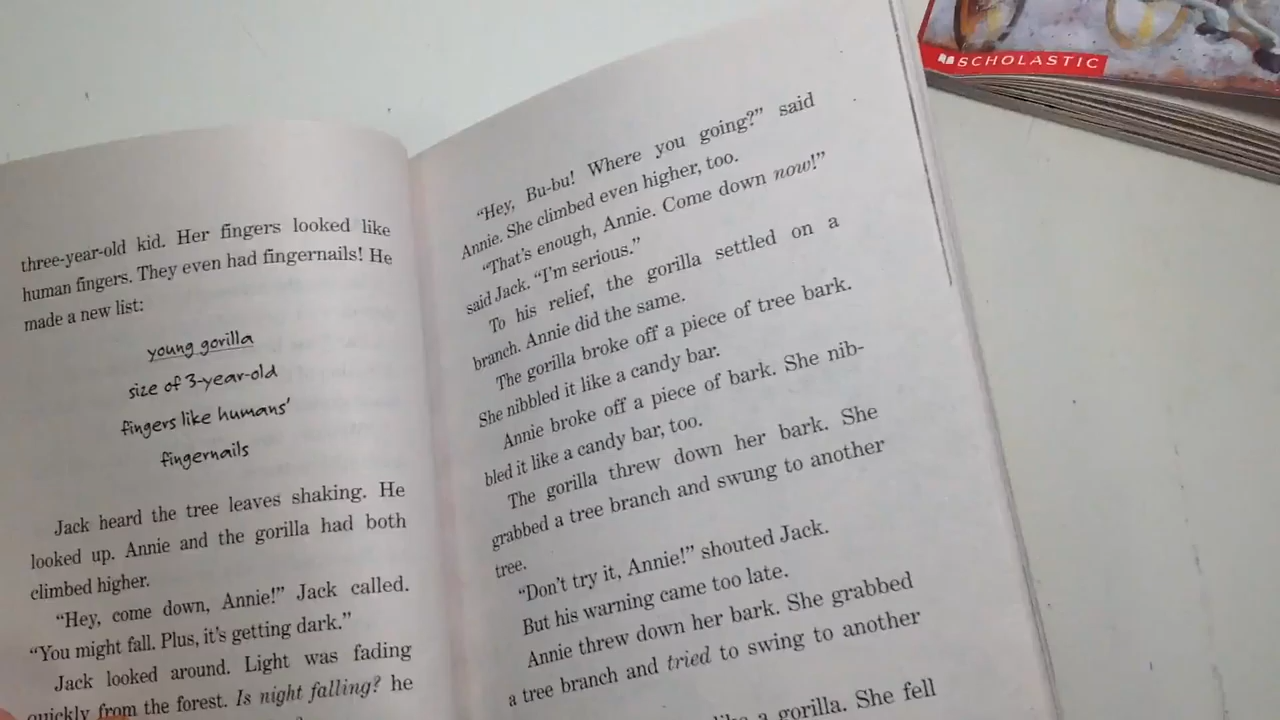 three-year-old kid. Her fingers looked like
human fingers. They even had fingernails! He
made a new list:
young gorilla
size of 3-year-old
fingers like humans'
fingernails
Jack heard the tree leaves shaking. He
looked up. Annie and the gorilla had both
climbed higher.
"Hey, come down, Annie!" Jack called.
"You might fall. Plus, it's getting dark."
Jack looked around. Light was fading
quickly from the forest. Is night falling? he
"Hey, Bu-bu! Where you going?" said
Annie. She climbed even higher, too.
"That's enough, Annie. Come down now!"
said Jack. "I'm serious."
To his relief, the gorilla settled on a
branch. Annie did the same.
The gorilla broke off a piece of tree bark.
She nibbled it like a candy bar.
Annie broke off a piece of bark. She nib-
bled it like a candy bar, too.
The gorilla threw down her bark. She
grabbed a tree branch and swung to another
tree.
"Don't try it, Annie!" shouted Jack.
But his warning came too late.
Annie threw down her bark. She grabbed
a tree branch and tried to swing to another
like a gorilla. She fell
SCHOLASTIC